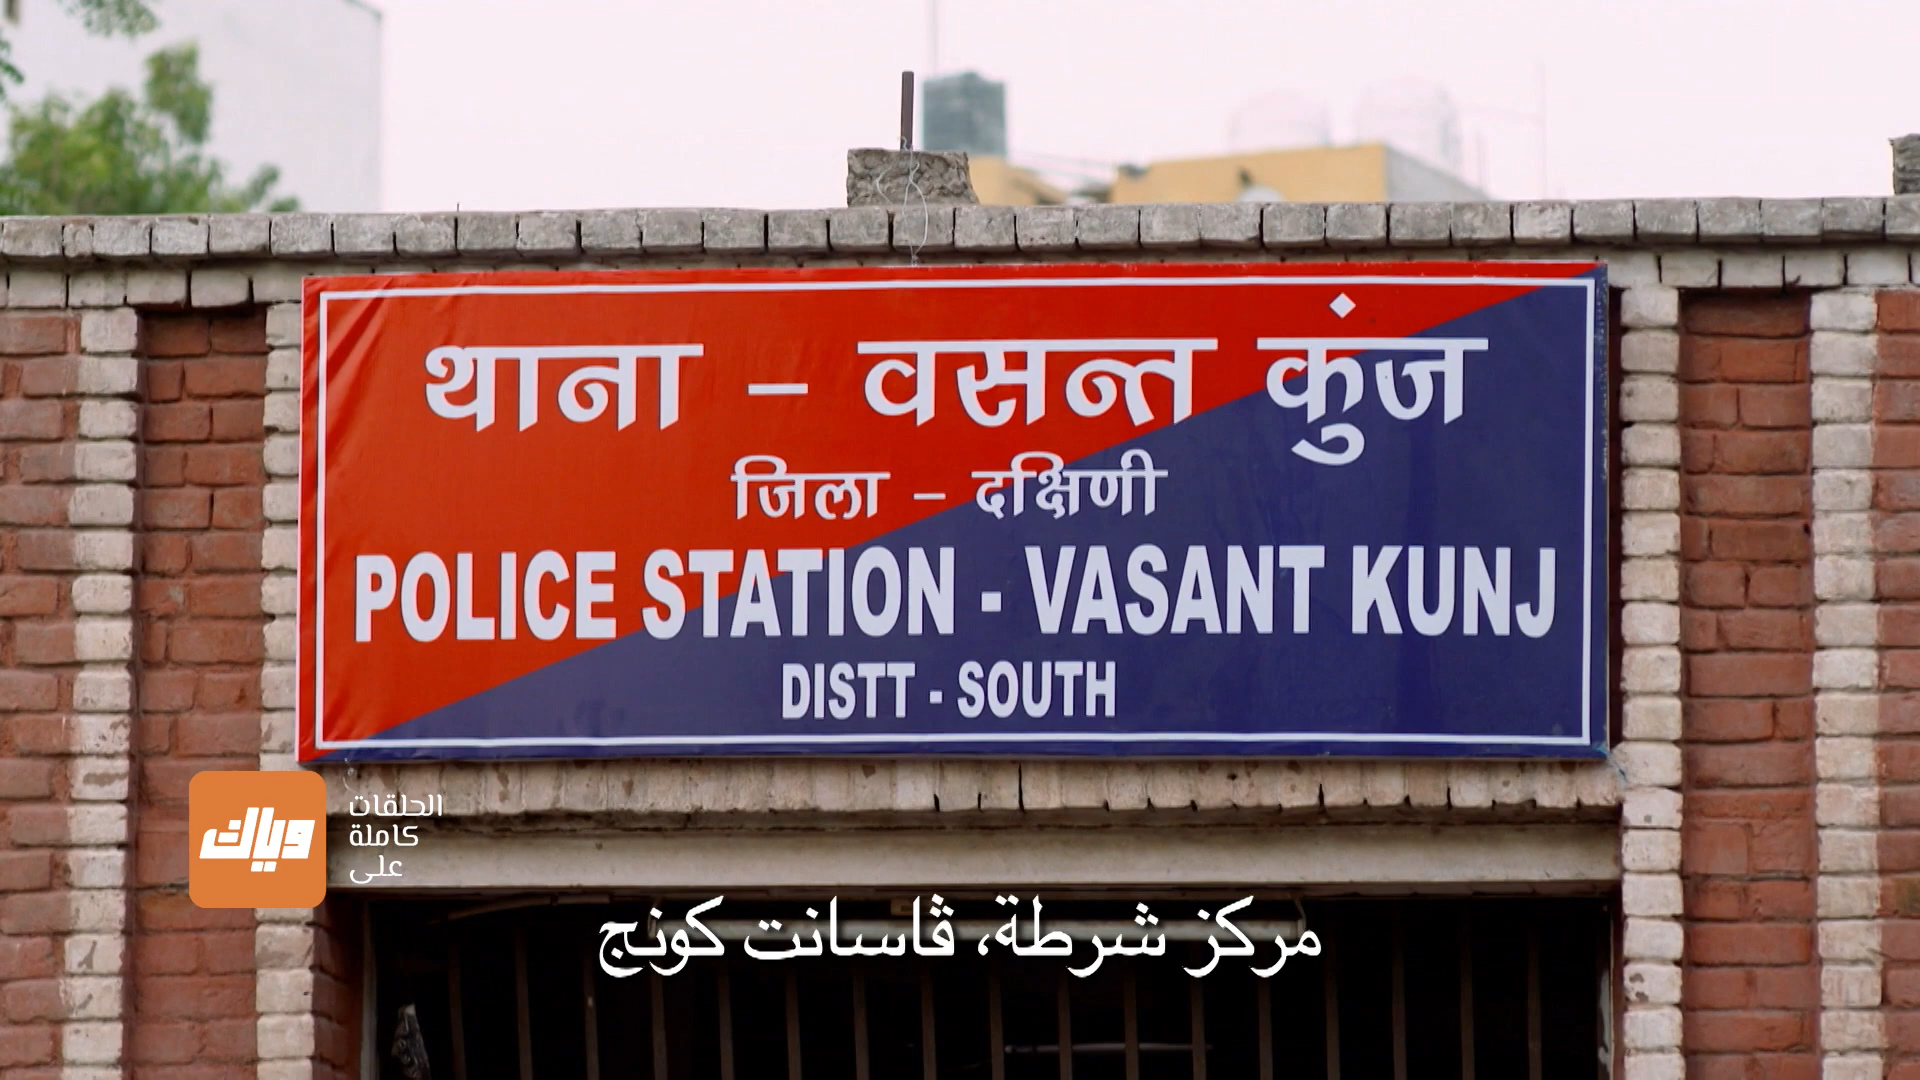 थाना – वसन्त कुंज
जिला – दक्षिणी
POLICE STATION - VASANT KUNJ
DISTT - SOUTH
وياك
الحلقات
كاملة
على
مركز شرطة، ڤاسانت كونج